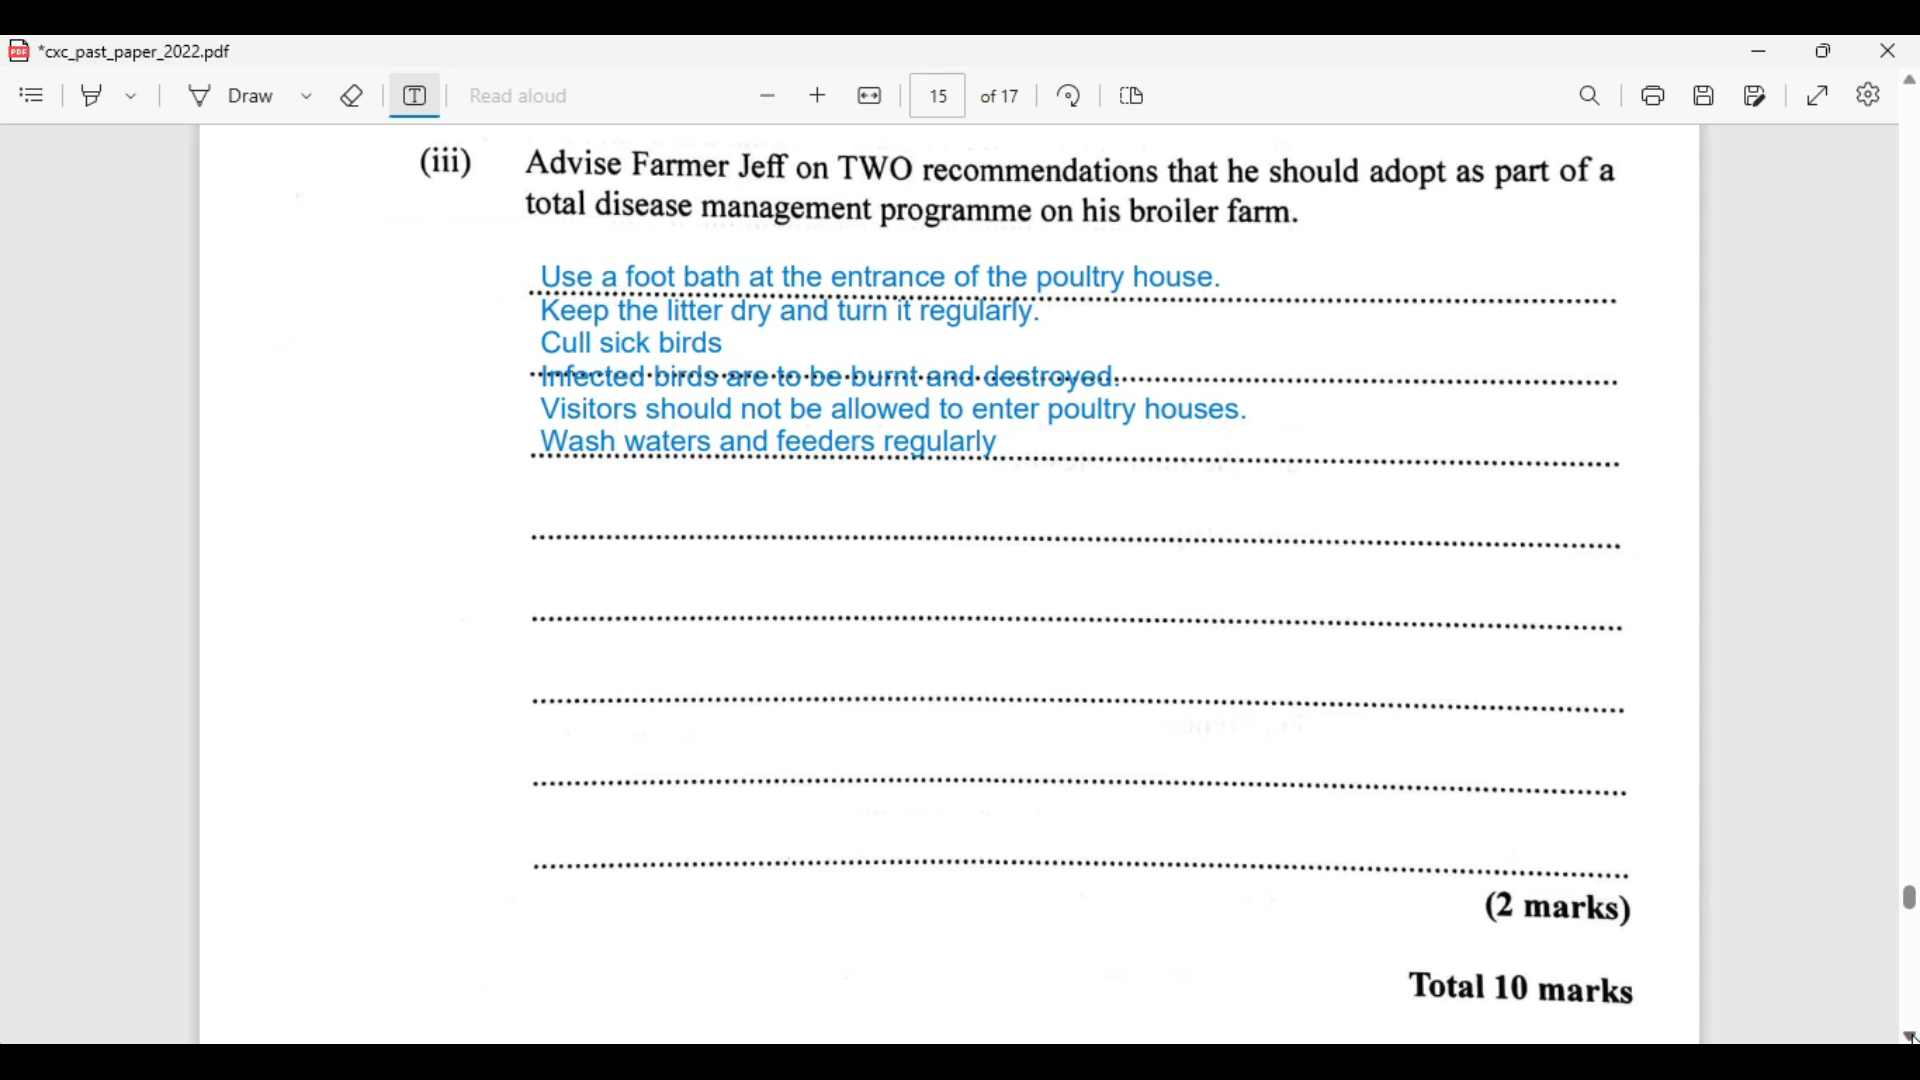 *cxc_past_paper_2022.pdf
Draw
Read aloud
15 of 17
(iii) Advise Farmer Jeff on TWO recommendations that he should adopt as part of a
total disease management programme on his broiler farm.
Use a foot bath at the entrance of the poultry house.
Keep the litter dry and turn it regularly.
Cull sick birds
Infected birds are to be burnt and destroyed.
Visitors should not be allowed to enter poultry houses.
Wash waters and feeders regularly
(2 marks)
Total 10 marks